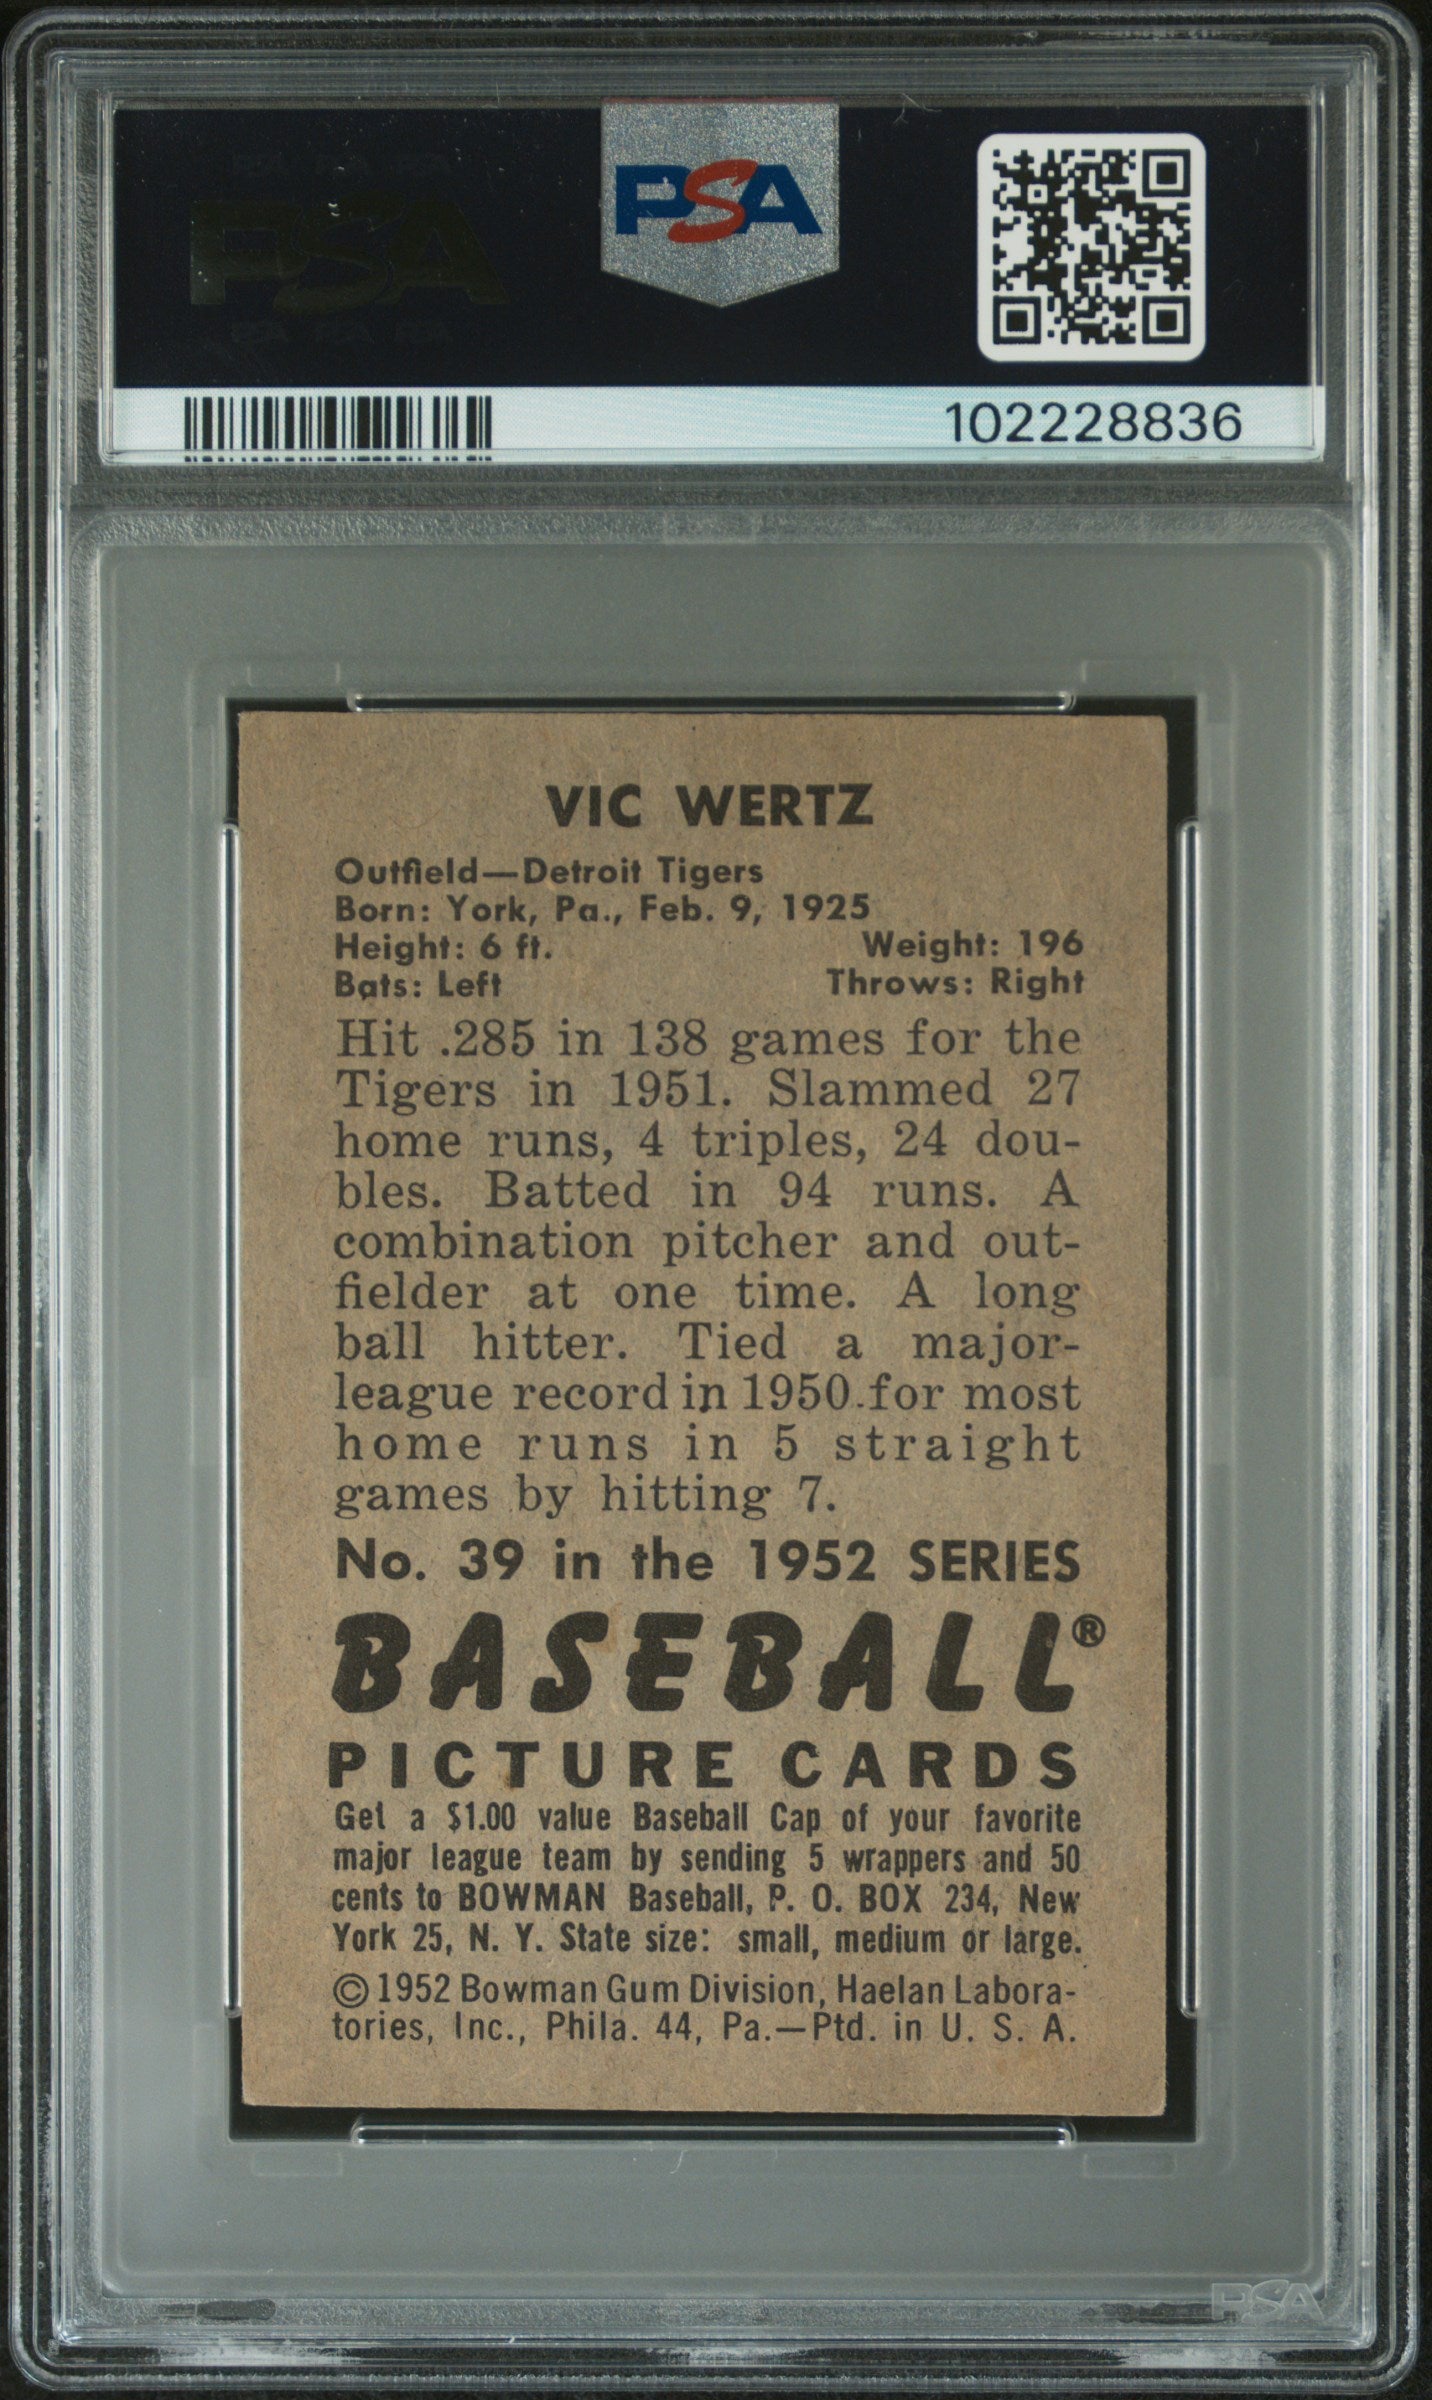 PSA
PSA
102228836
VIC WERTZ
Outfield—Detroit Tigers
Born: York, Pa., Feb. 9, 1925
Height: 6 ft. Weight: 196
Bats: Left Throws: Right
Hit .285 in 138 games for the
Tigers in 1951. Slammed 27
home runs, 4 triples, 24 dou-
bles. Batted in 94 runs. A
combination pitcher and out-
fielder at one time. A long
ball hitter. Tied a major-
league record in 1950 for most
home runs in 5 straight
games by hitting 7.
No. 39 in the 1952 SERIES
BASEBALL®
PICTURE CARDS
Get a $1.00 value Baseball Cap of your favorite
major league team by sending 5 wrappers and 50
cents to BOWMAN Baseball, P. O. BOX 234, New
York 25, N. Y. State size: small, medium or large.
© 1952 Bowman Gum Division, Haelan Labora-
tories, Inc., Phila. 44, Pa.—Ptd. in U. S. A.
PSA